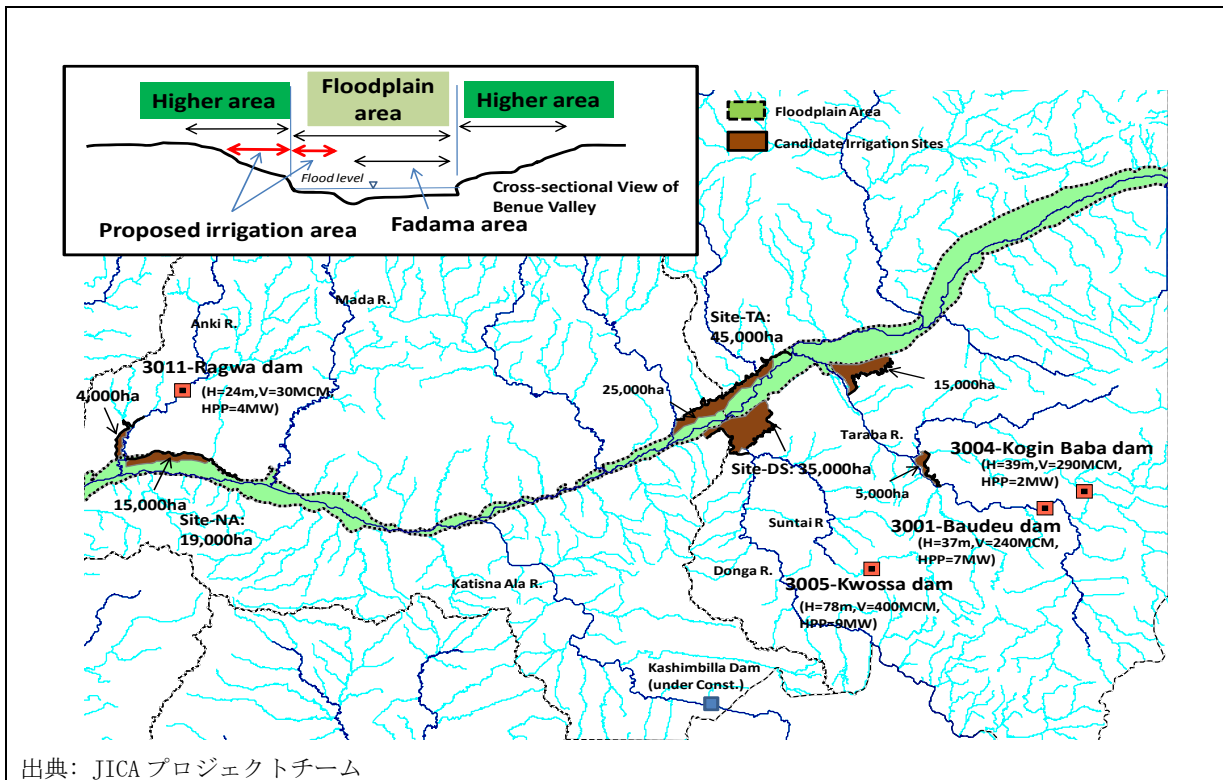 Higher area
Floodplain
area
Higher area
Flood level
Cross-sectional View of
Benue Valley
Proposed irrigation area
Fadama area
Floodplain Area
Candidate Irrigation Sites
Mada R.
Anki R.
3011-Ragwa dam
(H=24m,V=30MCM,
HPP=4MW)
4,000ha
15,000ha
Site-NA:
19,000ha
Site-TA:
45,000ha
25,000ha
15,000ha
Taraba R.
Site-DS: 35,000ha
5,000ha
3004-Kogin Baba dam
(H=39m,V=290MCM,
HPP=2MW)
3001-Baudeu dam
(H=37m,V=240MCM,
HPP=7MW)
Suntai R
Donga R.
3005-Kwossa dam
(H=78m,V=400MCM,
HPP=9MW)
Katisna Ala R.
Kashimbilla Dam
(under Const.)
出典: JICA プロジェクトチーム